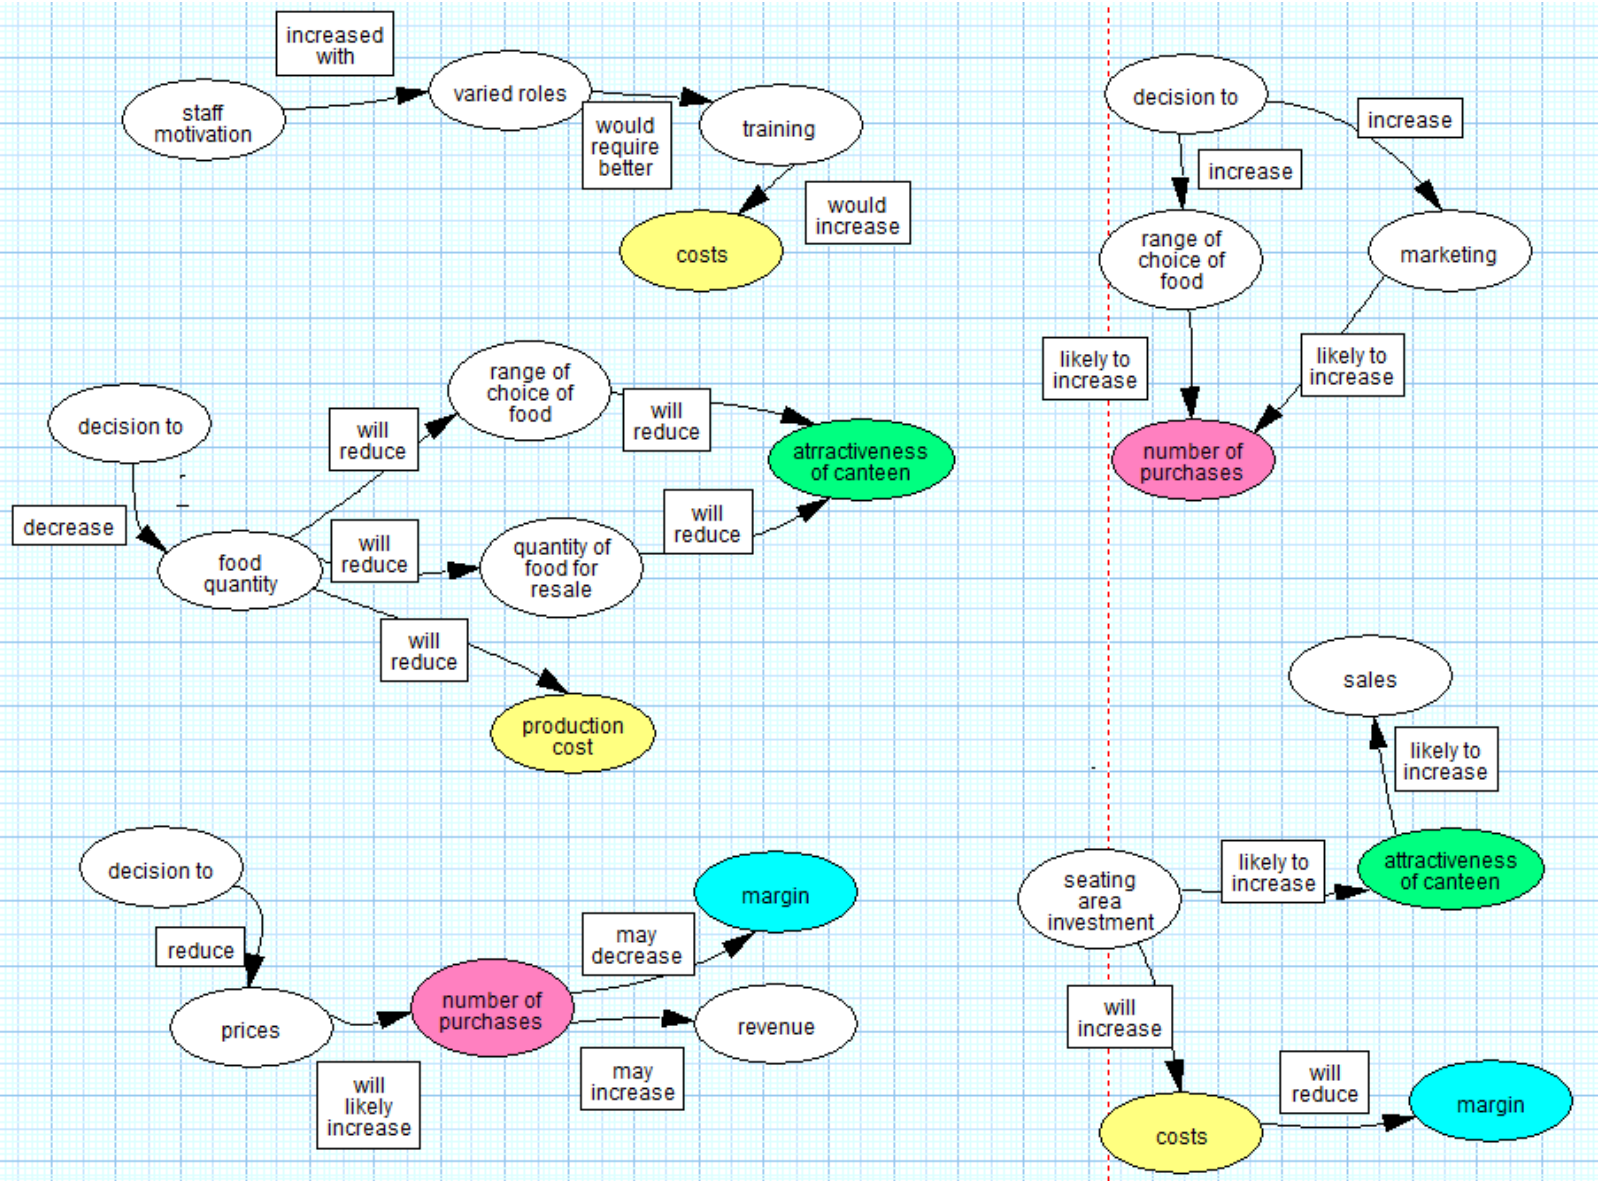 increased
with
staff
motivation
varied roles
would
require
better
training
would
increase
costs
decision to
increase
increase
range of
choice of
food
marketing
likely to
increase
likely to
increase
number of
purchases
decision to
decrease
food
quantity
will
reduce
range of
choice of
food
will
reduce
atrractiveness
of canteen
will
reduce
quantity of
food for
resale
will
reduce
will
reduce
production
cost
decision to
reduce
prices
will
likely
increase
number of
purchases
may
decrease
margin
may
increase
revenue
sales
likely to
increase
attractiveness
of canteen
likely to
increase
seating
area
investment
will
increase
costs
will
reduce
margin